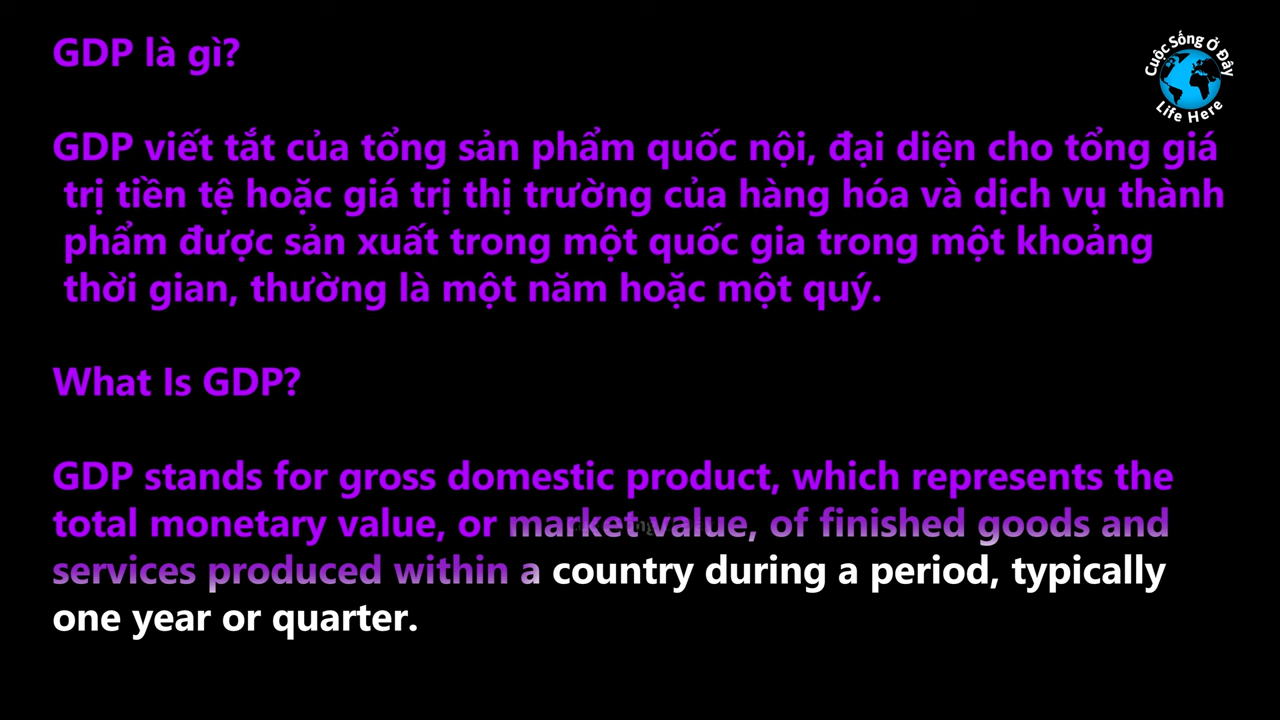 GDP là gì?
Cuộc Sống Ở Đây
Life Here
GDP viết tắt của tổng sản phẩm quốc nội, đại diện cho tổng giá
trị tiền tệ hoặc giá trị thị trường của hàng hóa và dịch vụ thành
phẩm được sản xuất trong một quốc gia trong một khoảng
thời gian, thường là một năm hoặc một quý.
What Is GDP?
GDP stands for gross domestic product, which represents the
total monetary value, or market value, of finished goods and
services produced within a country during a period, typically
one year or quarter.